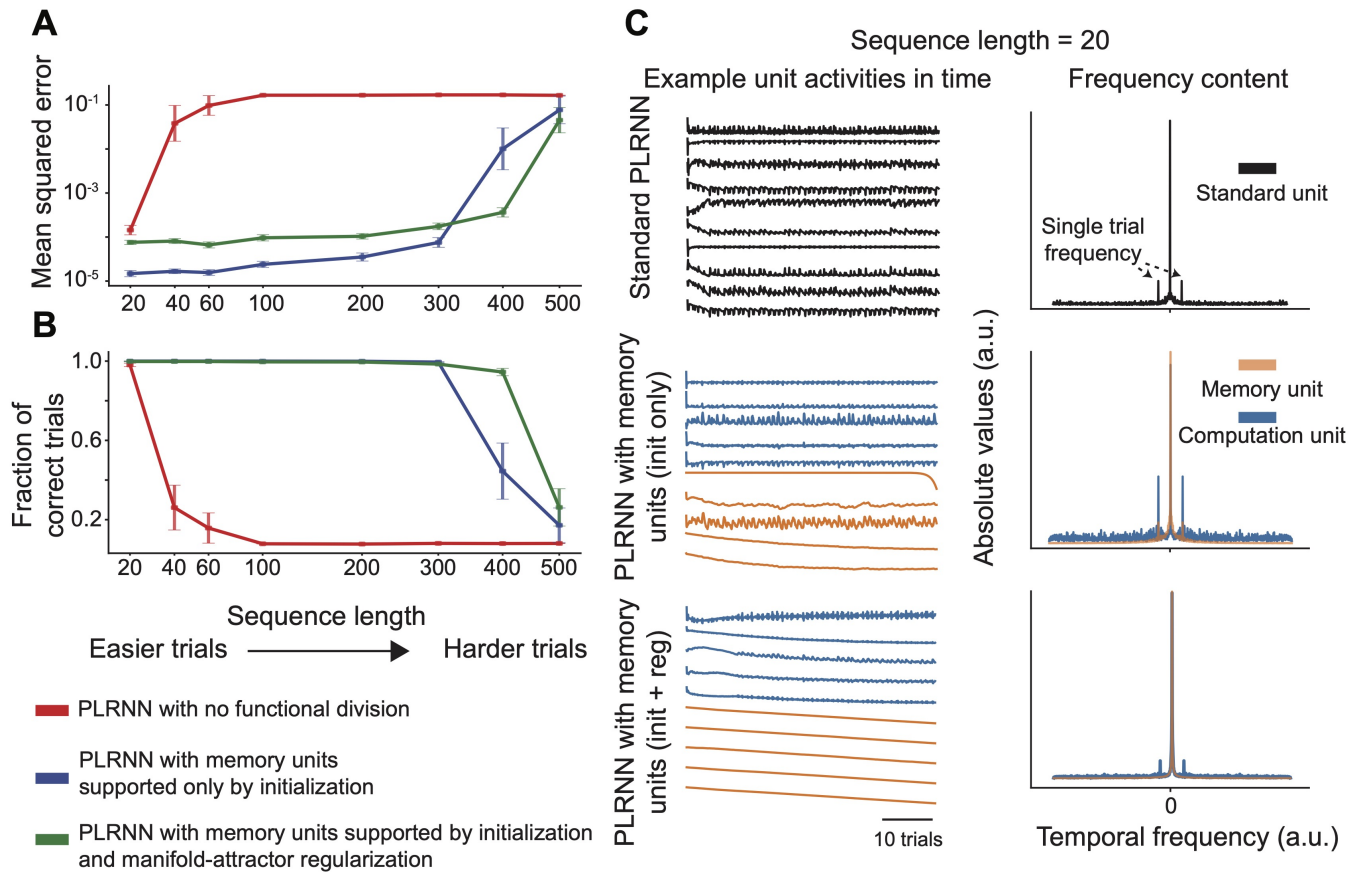 A
Mean squared error
10⁻¹
10⁻³
10⁻⁵
20 40 60 100 200 300 400 500
B
Fraction of
correct trials
1.0
0.6
0.2
20 40 60 100 200 300 400 500
Sequence length
Easier trials
Harder trials
PLRNN with no functional division
PLRNN with memory units
supported only by initialization
PLRNN with memory units supported by initialization
and manifold-attractor regularization
C
Sequence length = 20
Example unit activities in time
Frequency content
Standard PLRNN
PLRNN with memory
units (init only)
PLRNN with memory
units (init + reg)
10 trials
Absolute values (a.u.)
Standard unit
Single trial
frequency
Memory unit
Computation unit
0
Temporal frequency (a.u.)